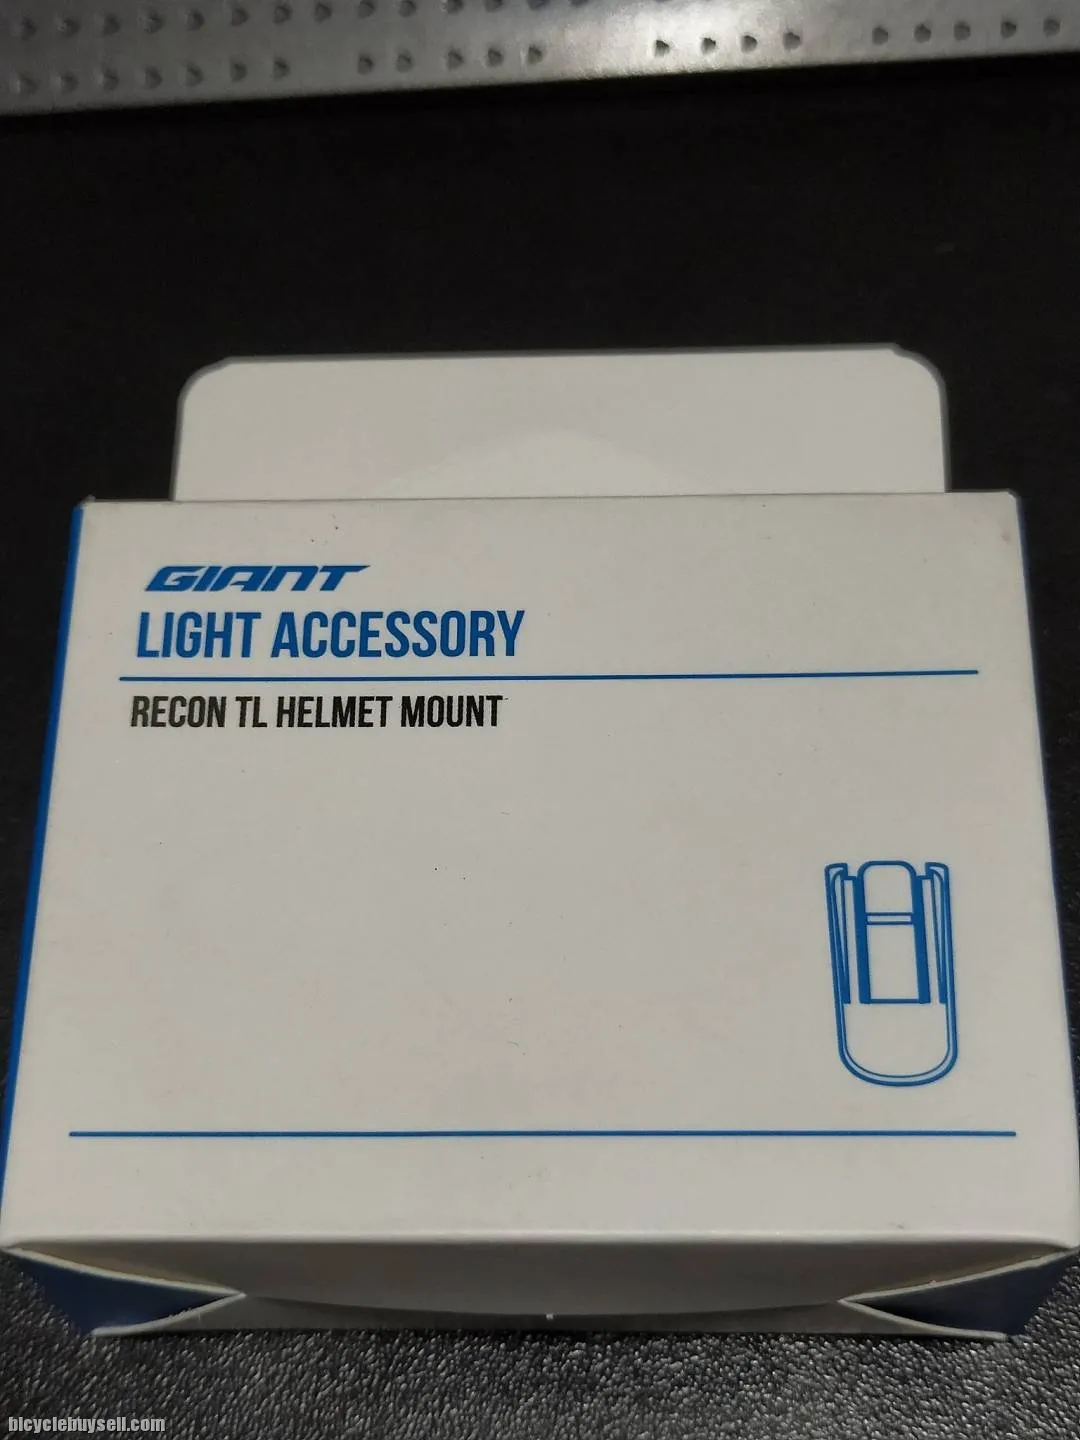 GIANT
LIGHT ACCESSORY
RECON TL HELMET MOUNT
bicyclebuysell.com